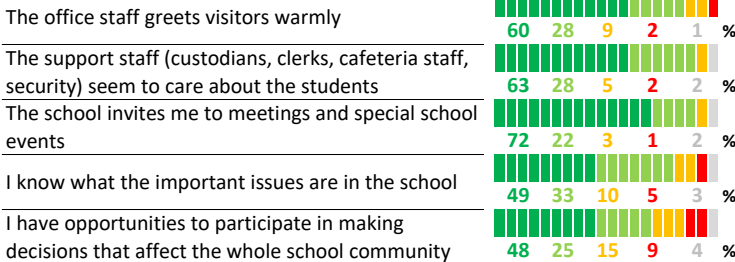 The office staff greets visitors warmly
60 28 9 2 1 %
The support staff (custodians, clerks, cafeteria staff,
security) seem to care about the students
63 28 5 2 2 %
The school invites me to meetings and special school
events
72 22 3 1 2 %
I know what the important issues are in the school
49 33 10 5 3 %
I have opportunities to participate in making
decisions that affect the whole school community
48 25 15 9 4 %